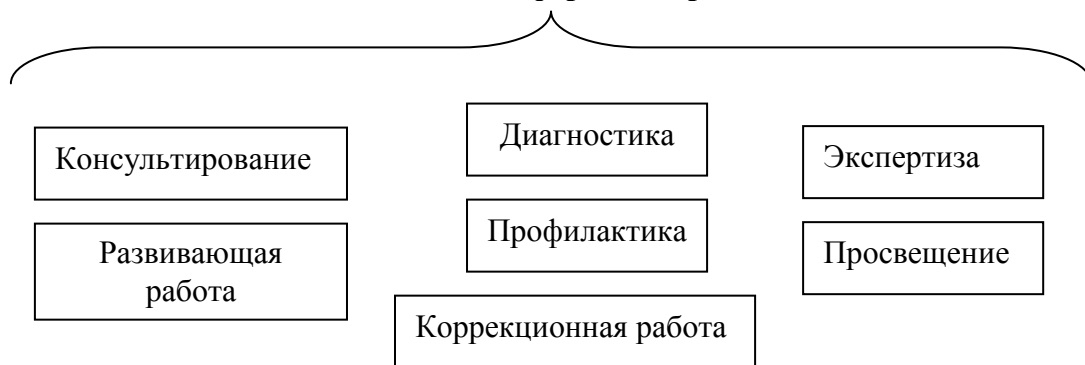 Консультирование
Развивающая
работа
Диагностика
Профилактика
Коррекционная работа
Экспертиза
Просвещение